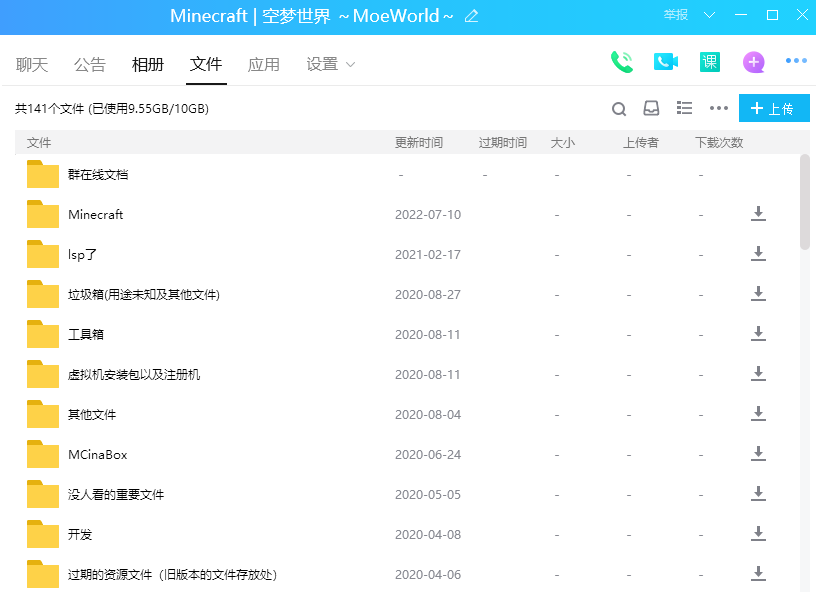 Minecraft | 空梦世界 ～MoeWorld～
举报
聊天 公告 相册 文件 应用 设置
课
共141个文件 (已使用9.55GB/10GB)
上传
文件 更新时间 过期时间 大小 上传者 下载次数
群在线文档 - - - - -
Minecraft 2022-07-10 - - -
lsp了 2021-02-17 - - -
垃圾箱(用途未知及其他文件) 2020-08-27 - - -
工具箱 2020-08-11 - - -
虚拟机安装包以及注册机 2020-08-11 - - -
其他文件 2020-08-04 - - -
MCinaBox 2020-06-24 - - -
没人看的重要文件 2020-05-05 - - -
开发 2020-04-08 - - -
过期的资源文件（旧版本的文件存放处） 2020-04-06 - - -